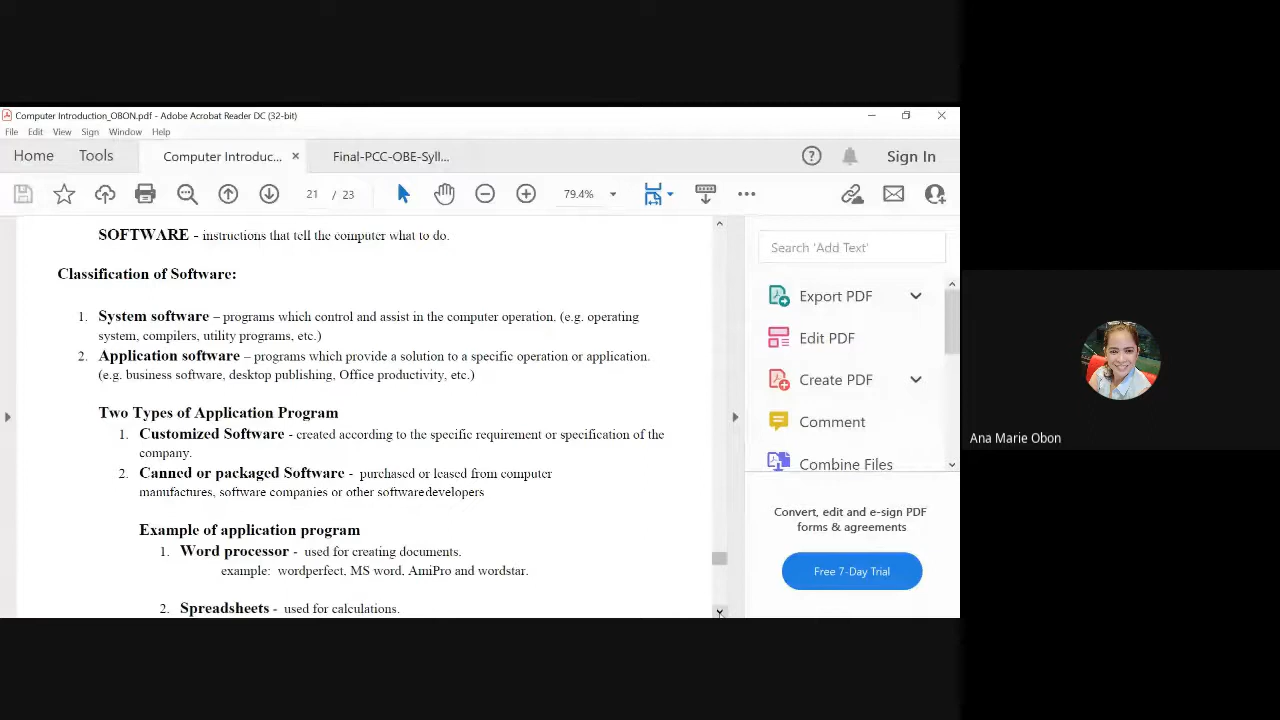 Computer Introduction_OBON.pdf - Adobe Acrobat Reader DC (32-bit)
File Edit View Sign Window Help
Home Tools Computer Introduc... × Final-PCC-OBE-Syll... Sign In
21 / 23 79.4%
SOFTWARE - instructions that tell the computer what to do.
Classification of Software:
1. System software – programs which control and assist in the computer operation. (e.g. operating
system, compilers, utility programs, etc.)
2. Application software – programs which provide a solution to a specific operation or application.
(e.g. business software, desktop publishing, Office productivity, etc.)
Two Types of Application Program
1. Customized Software - created according to the specific requirement or specification of the
company.
2. Canned or packaged Software - purchased or leased from computer
manufactures, software companies or other softwaredevelopers
Example of application program
1. Word processor - used for creating documents.
example: wordperfect, MS word, AmiPro and wordstar.
2. Spreadsheets - used for calculations.
Search 'Add Text'
Export PDF
Edit PDF
Create PDF
Comment
Combine Files
Convert, edit and e-sign PDF
forms & agreements
Free 7-Day Trial
Ana Marie Obon